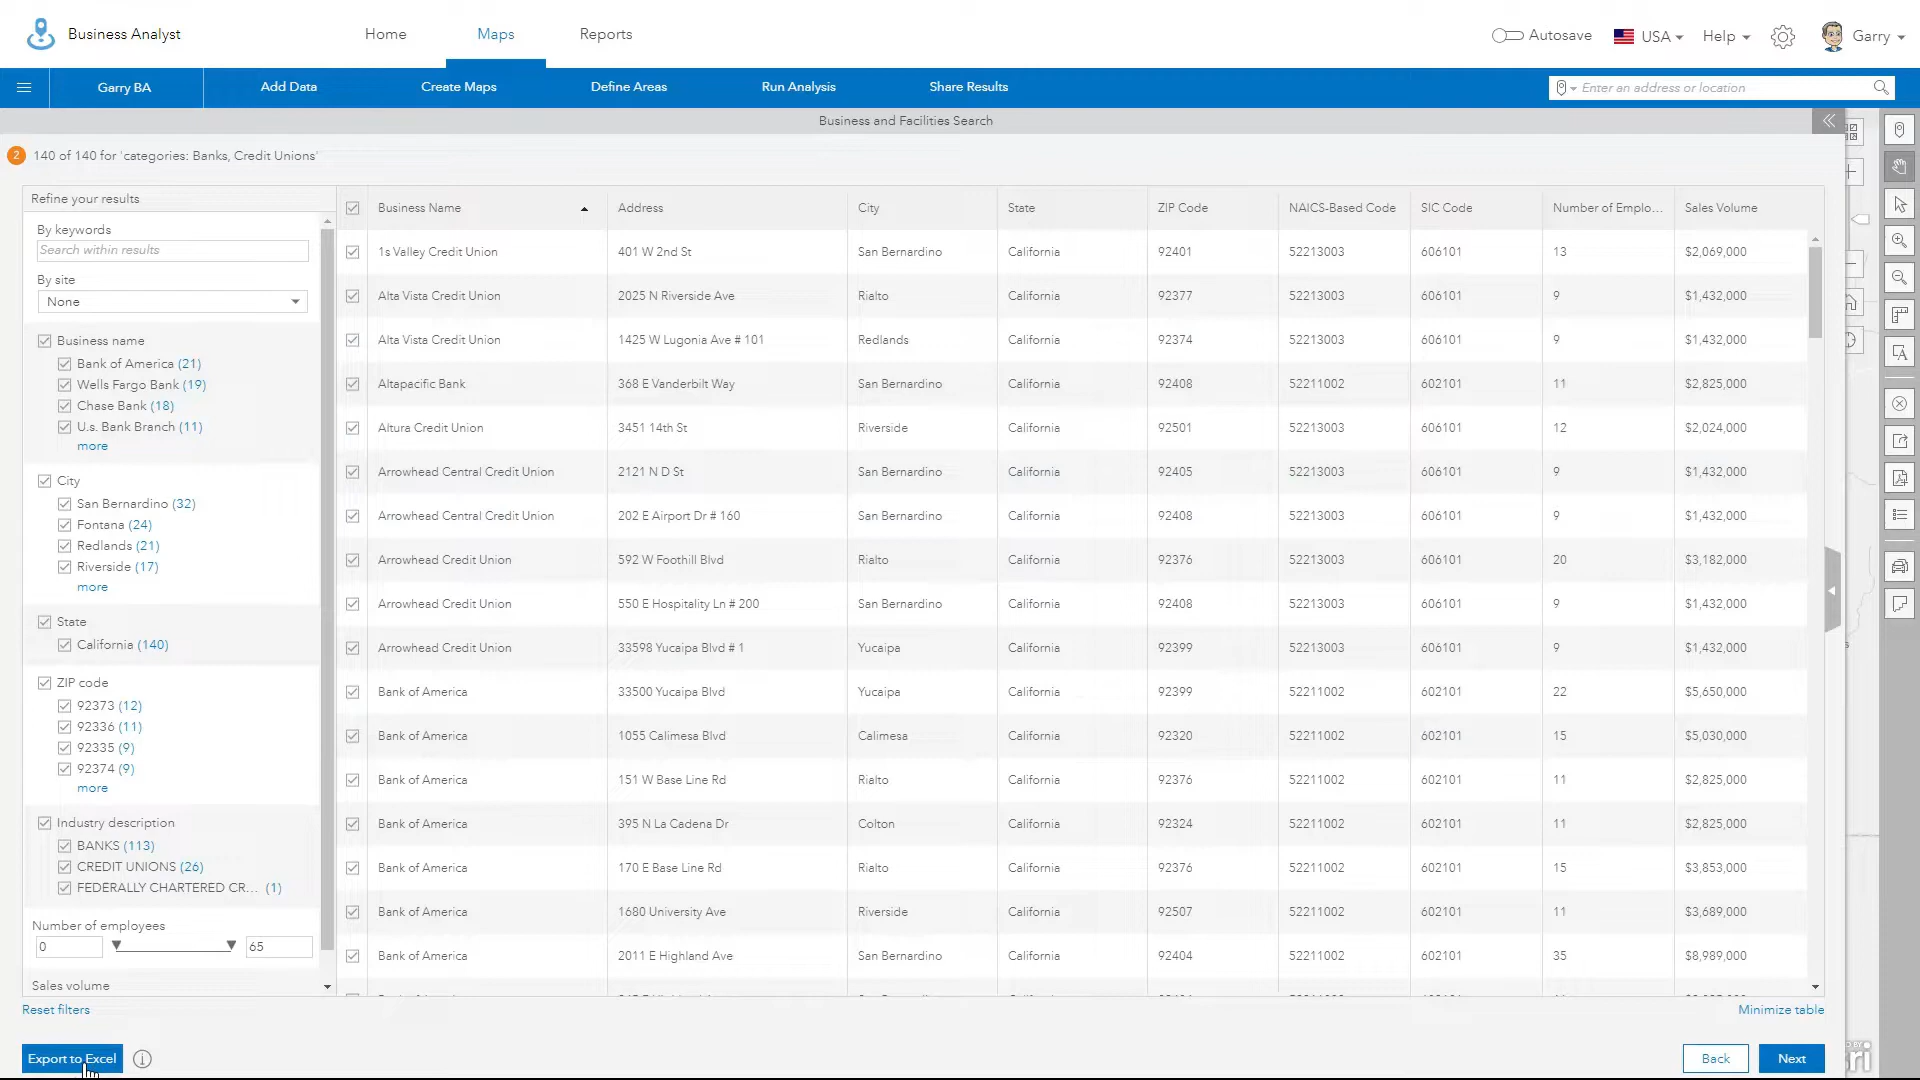 Business Analyst
Home Maps Reports
Autosave USA Help Garry
Garry BA Add Data Create Maps Define Areas Run Analysis Share Results
Enter an address or location
Business and Facilities Search
2 140 of 140 for 'categories: Banks, Credit Unions'
Refine your results
By keywords
Search within results
By site
None
Business name
Bank of America (21)
Wells Fargo Bank (19)
Chase Bank (18)
U.s. Bank Branch (11)
more
City
San Bernardino (32)
Fontana (24)
Redlands (21)
Riverside (17)
more
State
California (140)
ZIP code
92373 (12)
92336 (11)
92335 (9)
92374 (9)
more
Industry description
BANKS (113)
CREDIT UNIONS (26)
FEDERALLY CHARTERED CR... (1)
Number of employees
0 65
Sales volume
Reset filters
Business Name Address City State ZIP Code NAICS-Based Code SIC Code Number of Emplo... Sales Volume
1s Valley Credit Union 401 W 2nd St San Bernardino California 92401 52213003 606101 13 $2,069,000
Alta Vista Credit Union 2025 N Riverside Ave Rialto California 92377 52213003 606101 9 $1,432,000
Alta Vista Credit Union 1425 W Lugonia Ave # 101 Redlands California 92374 52213003 606101 9 $1,432,000
Altapacific Bank 368 E Vanderbilt Way San Bernardino California 92408 52211002 602101 11 $2,825,000
Altura Credit Union 3451 14th St Riverside California 92501 52213003 606101 12 $2,024,000
Arrowhead Central Credit Union 2121 N D St San Bernardino California 92405 52213003 606101 9 $1,432,000
Arrowhead Central Credit Union 202 E Airport Dr # 160 San Bernardino California 92408 52213003 606101 9 $1,432,000
Arrowhead Credit Union 592 W Foothill Blvd Rialto California 92376 52213003 606101 20 $3,182,000
Arrowhead Credit Union 550 E Hospitality Ln # 200 San Bernardino California 92408 52213003 606101 9 $1,432,000
Arrowhead Credit Union 33598 Yucaipa Blvd # 1 Yucaipa California 92399 52213003 606101 9 $1,432,000
Bank of America 33500 Yucaipa Blvd Yucaipa California 92399 52211002 602101 22 $5,650,000
Bank of America 1055 Calimesa Blvd Calimesa California 92320 52211002 602101 15 $5,030,000
Bank of America 151 W Base Line Rd Rialto California 92376 52211002 602101 11 $2,825,000
Bank of America 395 N La Cadena Dr Colton California 92324 52211002 602101 11 $2,825,000
Bank of America 170 E Base Line Rd Rialto California 92376 52211002 602101 15 $3,853,000
Bank of America 1680 University Ave Riverside California 92507 52211002 602101 11 $3,689,000
Bank of America 2011 E Highland Ave San Bernardino California 92404 52211002 602101 35 $8,989,000
Minimize table
Export to Excel
Back Next